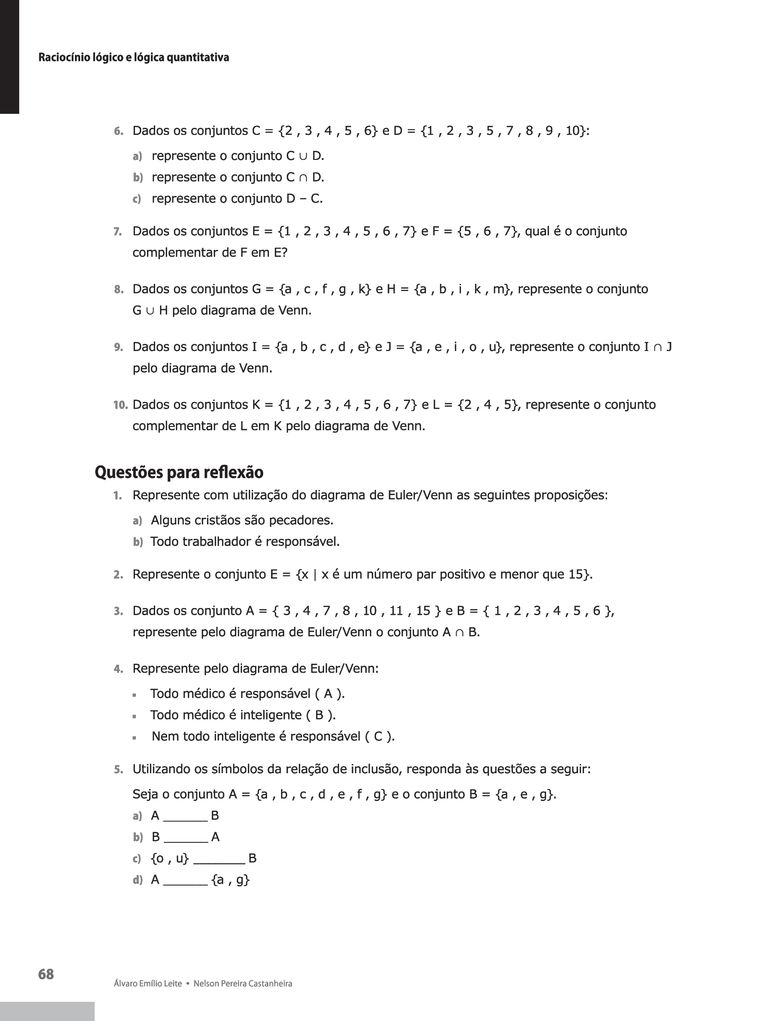 Raciocínio lógico e lógica quantitativa
6. Dados os conjuntos C = {2 , 3 , 4 , 5 , 6} e D = {1 , 2 , 3 , 5 , 7 , 8 , 9 , 10}:
a) represente o conjunto C ∪ D.
b) represente o conjunto C ∩ D.
c) represente o conjunto D – C.
7. Dados os conjuntos E = {1 , 2 , 3 , 4 , 5 , 6 , 7} e F = {5 , 6 , 7}, qual é o conjunto
complementar de F em E?
8. Dados os conjuntos G = {a , c , f , g , k} e H = {a , b , i , k , m}, represente o conjunto
G ∪ H pelo diagrama de Venn.
9. Dados os conjuntos I = {a , b , c , d , e} e J = {a , e , i , o , u}, represente o conjunto I ∩ J
pelo diagrama de Venn.
10. Dados os conjuntos K = {1 , 2 , 3 , 4 , 5 , 6 , 7} e L = {2 , 4 , 5}, represente o conjunto
complementar de L em K pelo diagrama de Venn.
Questões para reflexão
1. Represente com utilização do diagrama de Euler/Venn as seguintes proposições:
a) Alguns cristãos são pecadores.
b) Todo trabalhador é responsável.
2. Represente o conjunto E = {x | x é um número par positivo e menor que 15}.
3. Dados os conjunto A = { 3 , 4 , 7 , 8 , 10 , 11 , 15 } e B = { 1 , 2 , 3 , 4 , 5 , 6 },
represente pelo diagrama de Euler/Venn o conjunto A ∩ B.
4. Represente pelo diagrama de Euler/Venn:
▪ Todo médico é responsável ( A ).
▪ Todo médico é inteligente ( B ).
▪ Nem todo inteligente é responsável ( C ).
5. Utilizando os símbolos da relação de inclusão, responda às questões a seguir:
Seja o conjunto A = {a , b , c , d , e , f , g} e o conjunto B = {a , e , g}.
a) A ______ B
b) B ______ A
c) {o , u} _______ B
d) A ______ {a , g}
68
Álvaro Emílio Leite • Nelson Pereira Castanheira